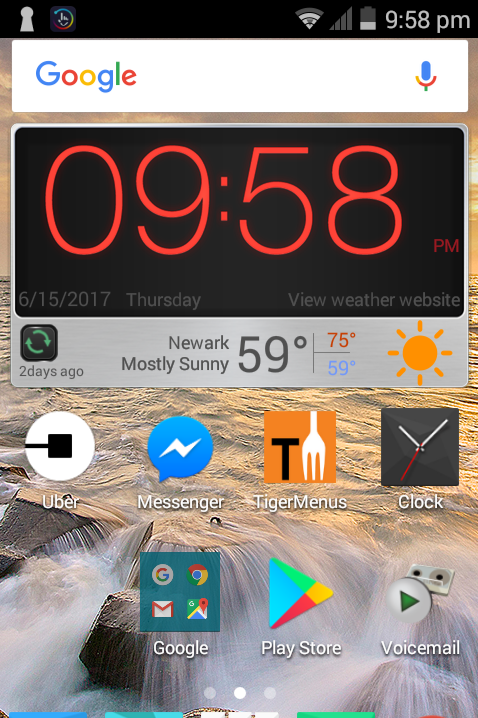 9:58 pm
Google
09:58 PM
6/15/2017 Thursday View weather website
Newark
Mostly Sunny
59°
75°
59°
2days ago
Uber Messenger TigerMenus Clock
Google Play Store Voicemail